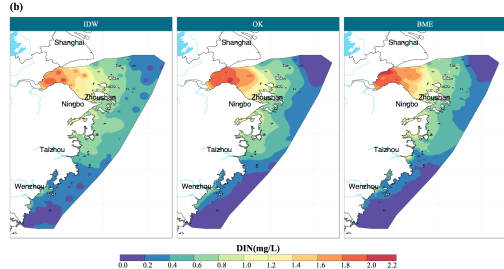 (b)
IDW OK BME
Shanghai Shanghai Shanghai
Zhoushan Zhoushan Zhoushan
Ningbo Ningbo Ningbo
Taizhou Taizhou Taizhou
Wenzhou Wenzhou Wenzhou
DIN(mg/L)
0.0 0.2 0.4 0.6 0.8 1.0 1.2 1.4 1.6 1.8 2.0 2.2